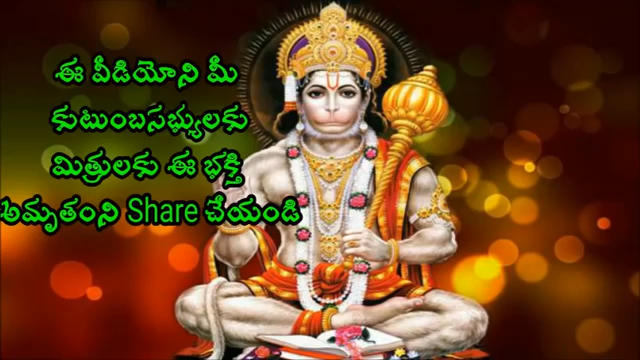 ఈ వీడియోని మీ
కుటుంబసభ్యులకు
మిత్రులకు ఈ భక్తి
అమృతంని Share చేయండి